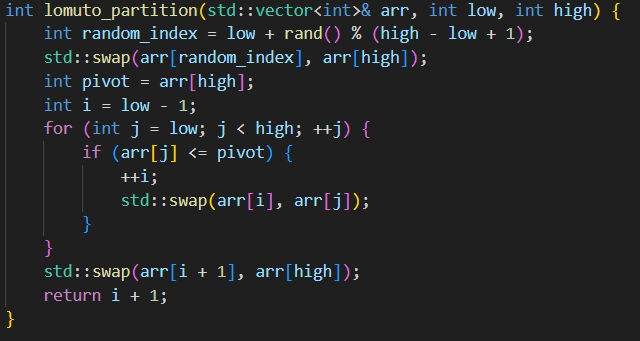 int lomuto_partition(std::vector<int>& arr, int low, int high) {
    int random_index = low + rand() % (high - low + 1);
    std::swap(arr[random_index], arr[high]);
    int pivot = arr[high];
    int i = low - 1;
    for (int j = low; j < high; ++j) {
        if (arr[j] <= pivot) {
            ++i;
            std::swap(arr[i], arr[j]);
        }
    }
    std::swap(arr[i + 1], arr[high]);
    return i + 1;
}